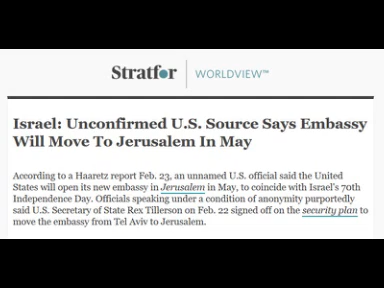 Stratfor WORLDVIEW™
Israel: Unconfirmed U.S. Source Says Embassy
Will Move To Jerusalem In May
According to a Haaretz report Feb. 23, an unnamed U.S. official said the United
States will open its new embassy in Jerusalem in May, to coincide with Israel's 70th
Independence Day. Officials speaking under a condition of anonymity purportedly
said U.S. Secretary of State Rex Tillerson on Feb. 22 signed off on the security plan to
move the embassy from Tel Aviv to Jerusalem.